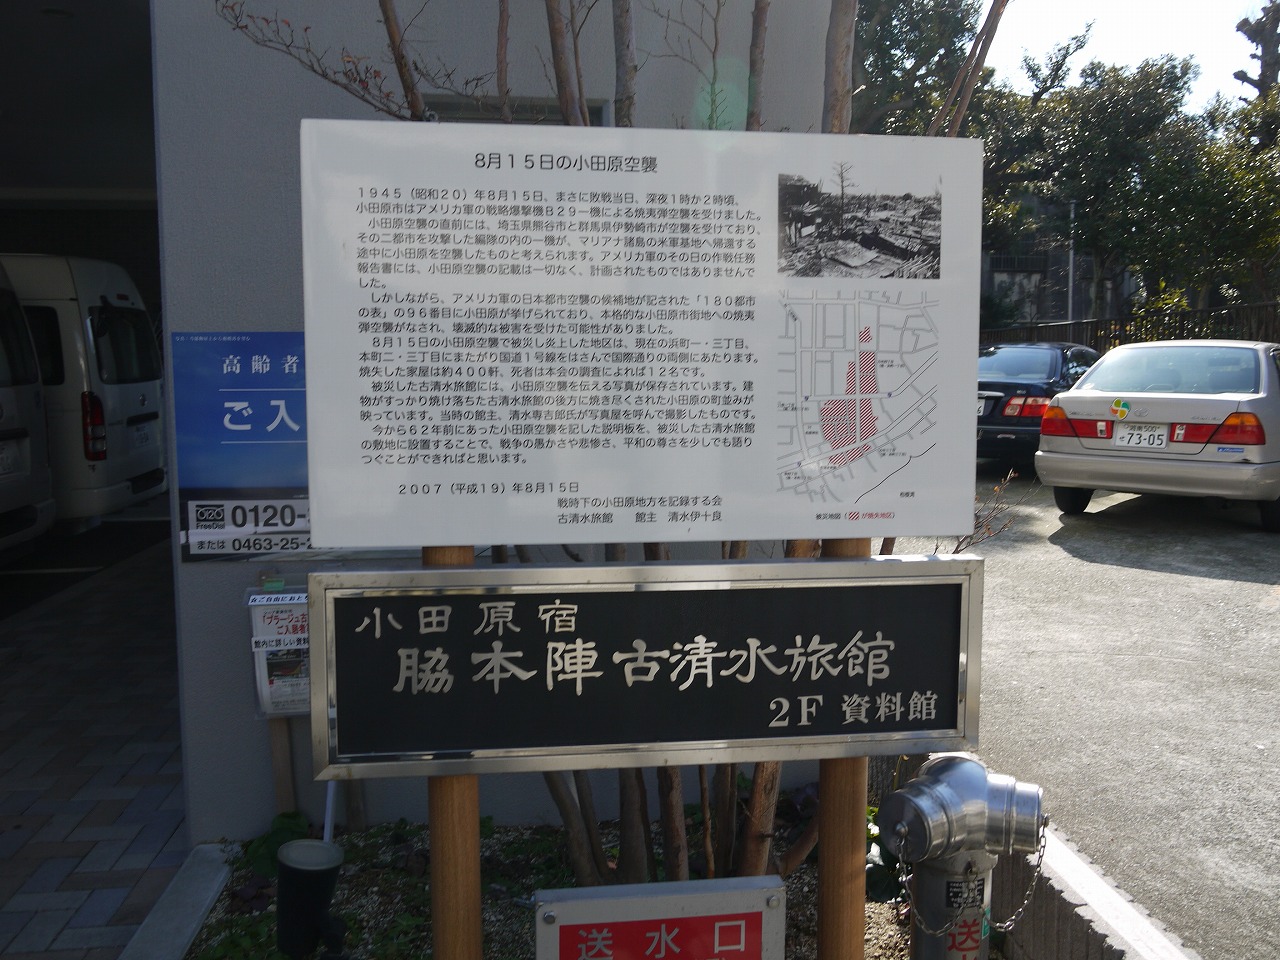 8月15日の小田原空襲
1945（昭和20）年8月15日、まさに敗戦当日、深夜1時か2時頃、
小田原市はアメリカ軍の戦略爆撃機B29一機による焼夷弾空襲を受けました。
小田原空襲の直前には、埼玉県熊谷市と群馬県伊勢崎市が空襲を受けており、
その二都市を攻撃した編隊の内の一機が、マリアナ諸島の米軍基地へ帰還する
途中に小田原を空襲したものと考えられます。アメリカ軍のその日の作戦任務
報告書には、小田原空襲の記載は一切なく、計画されたものではありませんで
した。
しかしながら、アメリカ軍の日本都市空襲の候補地が記された「180都市
の表」の96番目に小田原が挙げられており、本格的な小田原市街地への焼夷
弾空襲がなされ、壊滅的な被害を受けた可能性がありました。
8月15日の小田原空襲で被災し炎上した地区は、現在の浜町一・三丁目、
本町二・三丁目にまたがり国道1号線をはさんで国際通りの両側にあたります。
焼失した家屋は約400軒、死者は本会の調査によれば12名です。
被災した古清水旅館には、小田原空襲を伝える写真が保存されています。建
物がすっかり焼け落ちた古清水旅館の後方に焼き尽くされた小田原の町並みが
映っています。当時の館主、清水専吉郎氏が写真屋を呼んで撮影したものです。
今から62年前にあった小田原空襲を記した説明板を、被災した古清水旅館
の敷地に設置することで、戦争の愚かさや悲惨さ、平和の尊さを少しでも語り
つぐことができればと思います。
2007（平成19）年8月15日
戦時下の小田原地方を記録する会
古清水旅館 館主 清水伊十良
相模湾
被災地図（ が焼失地区）
高齢者
ご入
0120-
FreeDial
または 0463-25-2
小田原宿
脇本陣古清水旅館
2F 資料館
送水口
送
湘南 500
73-05